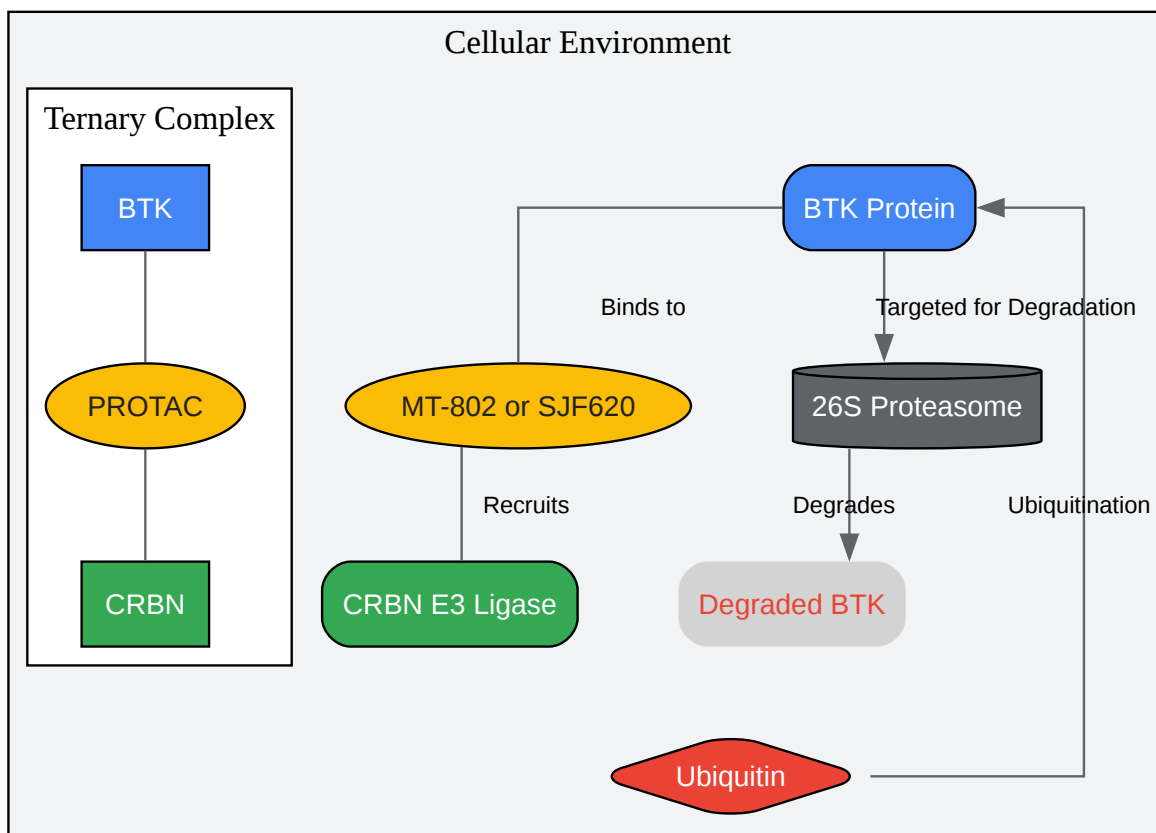 Cellular Environment
Ternary Complex
BTK
PROTAC
CRBN
BTK Protein
Binds to
Targeted for Degradation
MT-802 or SJF620
26S Proteasome
Recruits
Degrades
Ubiquitination
CRBN E3 Ligase
Degraded BTK
Ubiquitin